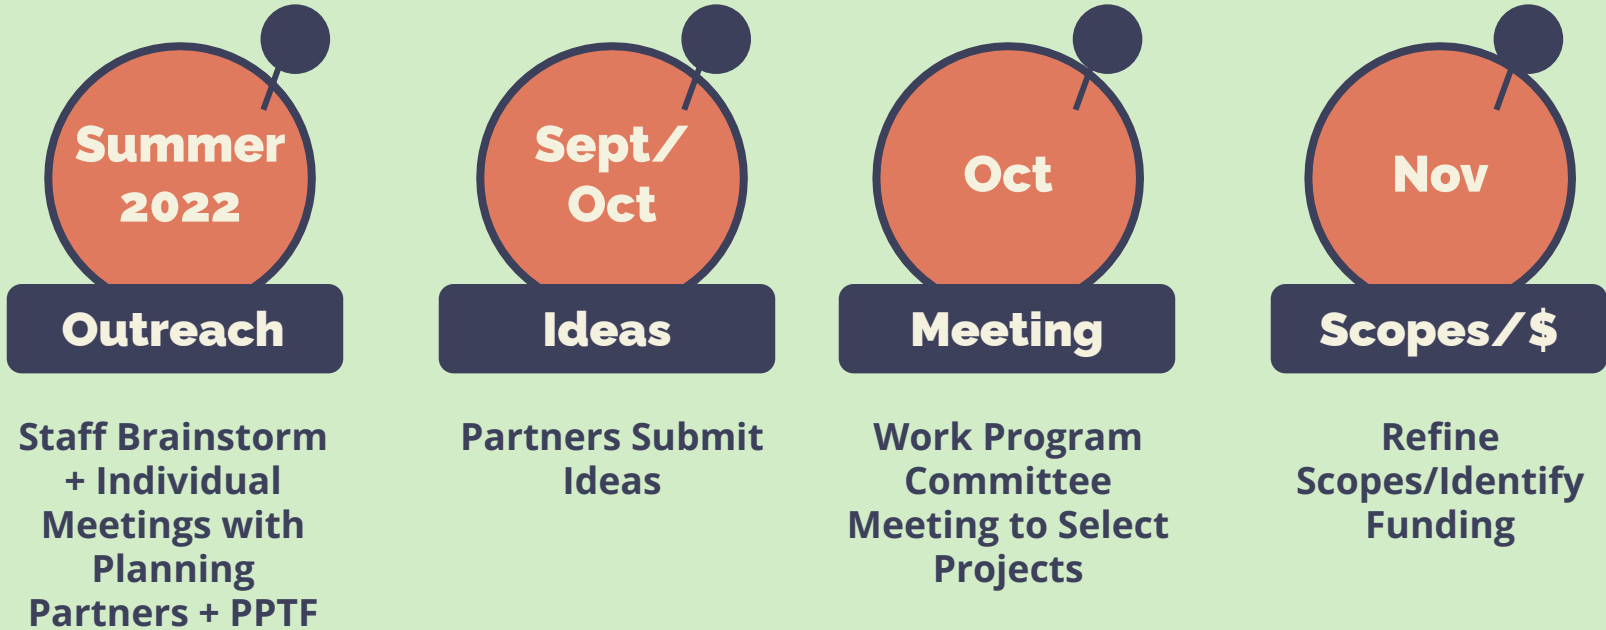 Summer
2022
Outreach
Staff Brainstorm
+ Individual
Meetings with
Planning
Partners + PPTF
Sept/
Oct
Ideas
Partners Submit
Ideas
Oct
Meeting
Work Program
Committee
Meeting to Select
Projects
Nov
Scopes/$
Refine
Scopes/Identify
Funding